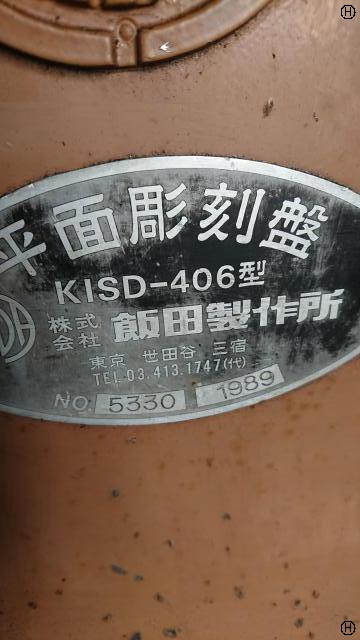 平面彫刻盤
KISD-406型
株式会社 飯田製作所
東京 世田谷 三宿
TEL 03.413.1747(代)
NO. 5330 1989